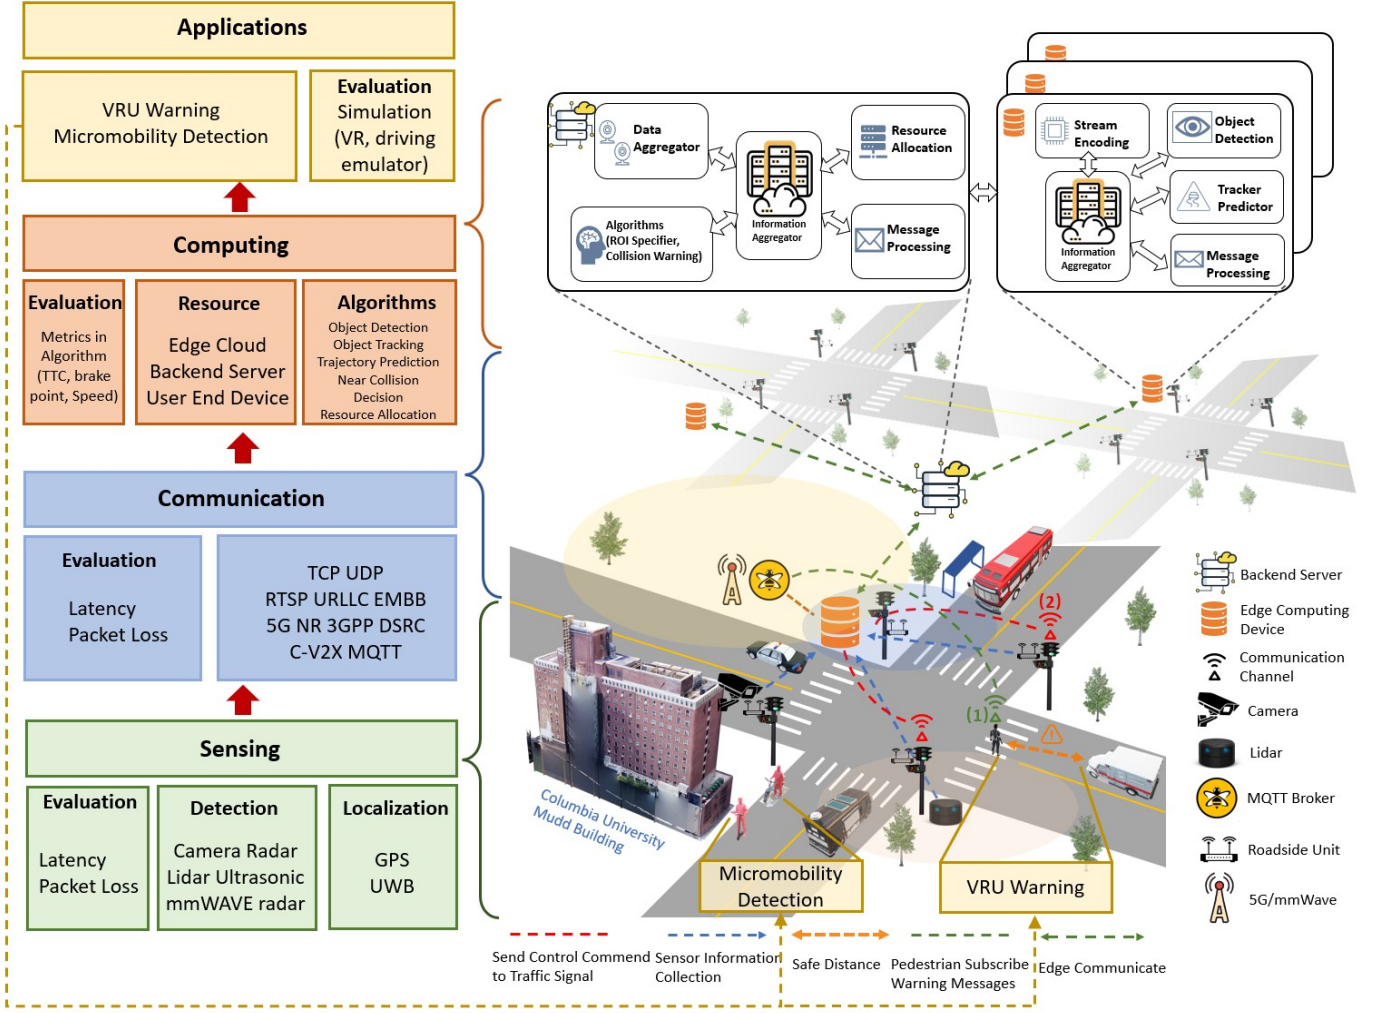 Applications
VRU Warning
Micromobility Detection
Evaluation
Simulation
(VR, driving
emulator)
Computing
Evaluation
Metrics in
Algorithm
(TTC, brake
point, Speed)
Resource
Edge Cloud
Backend Server
User End Device
Algorithms
Object Detection
Object Tracking
Trajectory Prediction
Near Collision
Decision
Resource Allocation
Communication
Evaluation
Latency
Packet Loss
TCP UDP
RTSP URLLC EMBB
5G NR 3GPP DSRC
C-V2X MQTT
Sensing
Evaluation
Latency
Packet Loss
Detection
Camera Radar
Lidar Ultrasonic
mmWAVE radar
Localization
GPS
UWB
Data
Aggregator
Resource
Allocation
Information
Aggregator
Algorithms
(ROI Specifier,
Collision Warning)
Message
Processing
Stream
Encoding
Object
Detection
Tracker
Predictor
Information
Aggregator
Message
Processing
(2)
(1)
Columbia University
Mudd Building
Micromobility
Detection
VRU Warning
Backend Server
Edge Computing
Device
Communication
Channel
Camera
Lidar
MQTT Broker
Roadside Unit
5G/mmWave
Send Control Commend
to Traffic Signal
Sensor Information
Collection
Safe Distance
Pedestrian Subscribe
Warning Messages
Edge Communicate